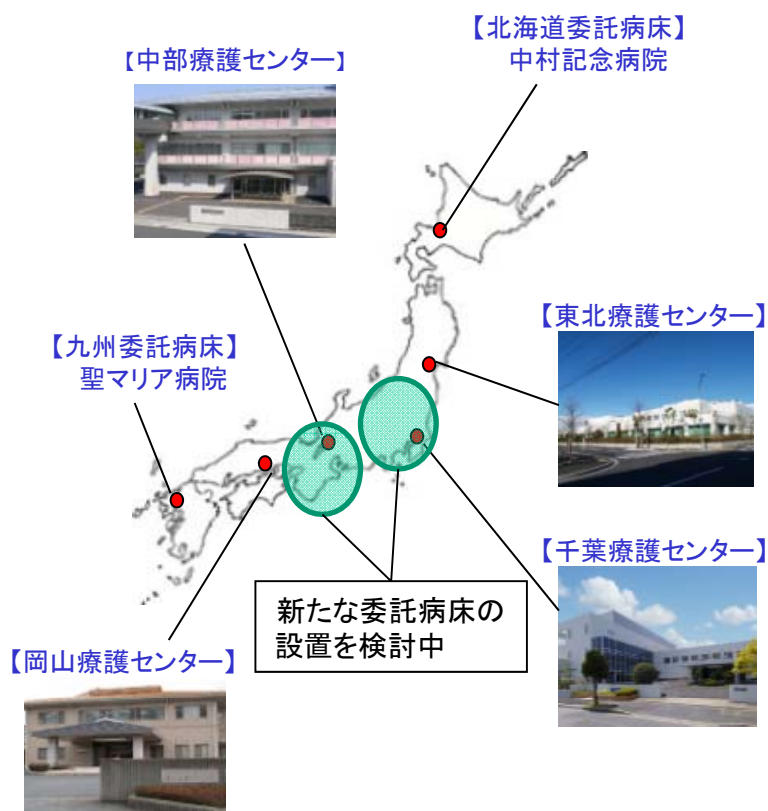 【北海道委託病床】
中村記念病院
【中部療護センター】
【東北療護センター】
【九州委託病床】
聖マリア病院
【千葉療護センター】
新たな委託病床の
設置を検討中
【岡山療護センター】